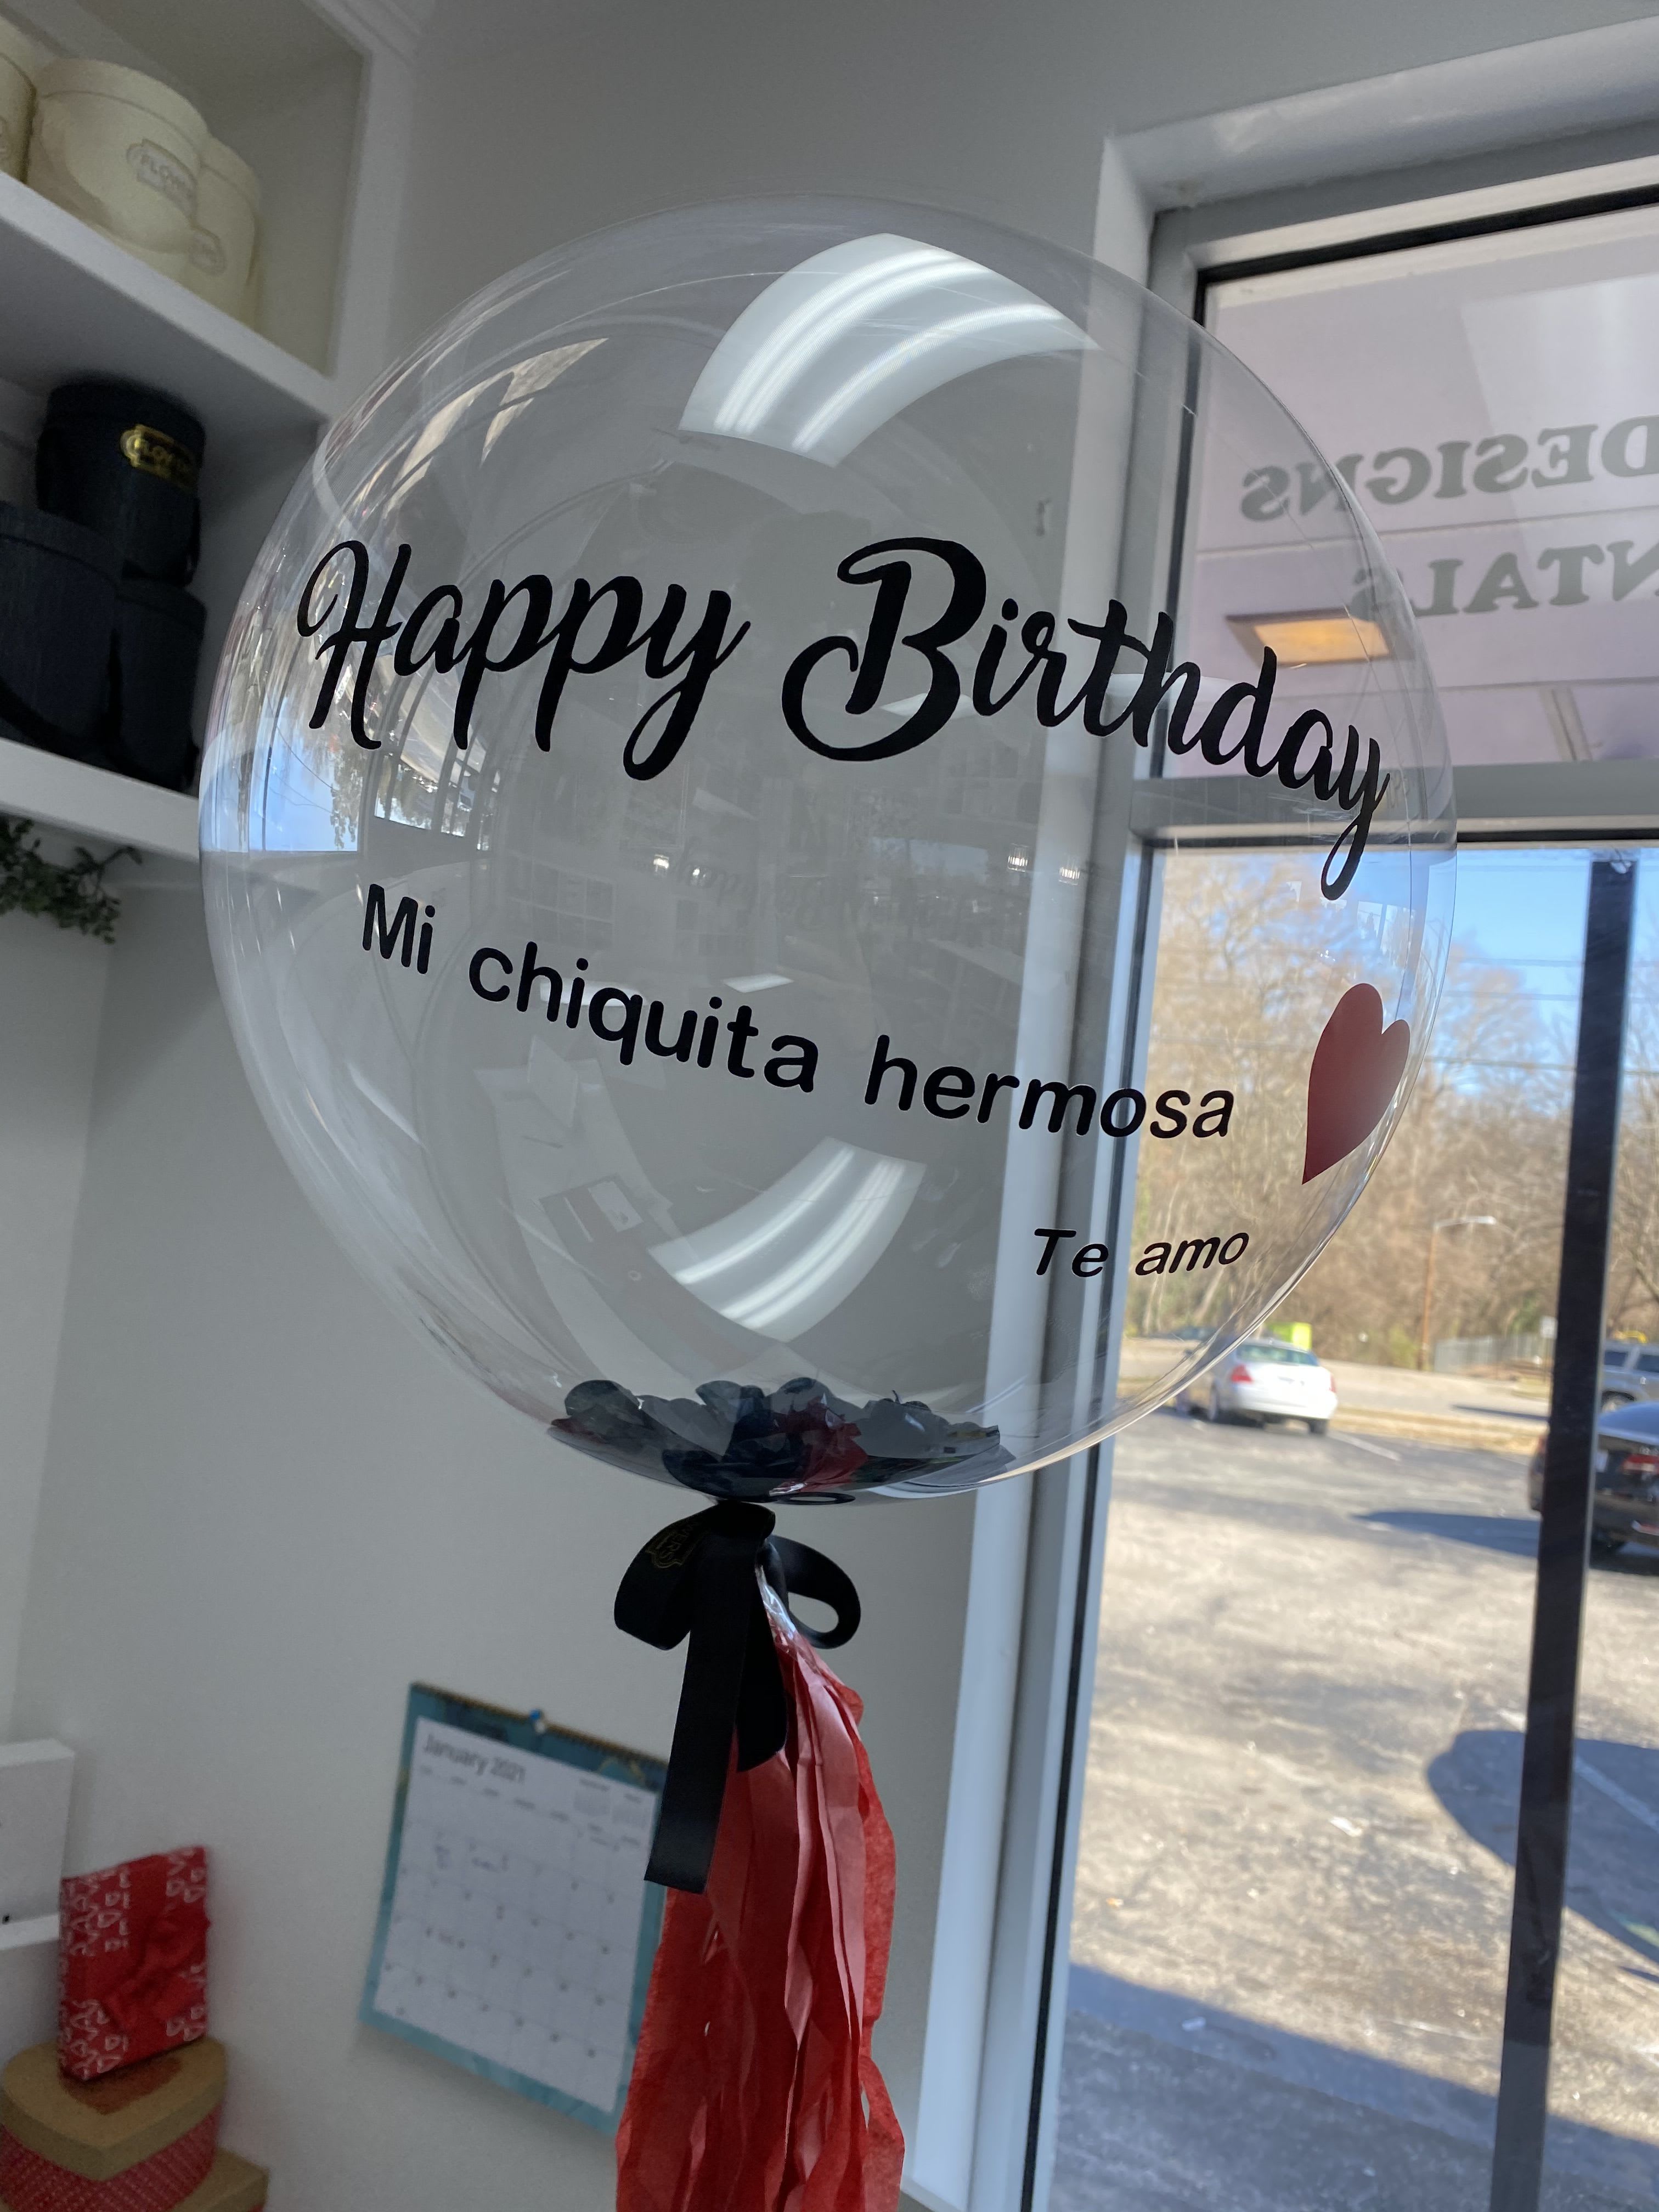 Happy Birthday
Mi chiquita hermosa
Te amo
DESIGNS
January 2021